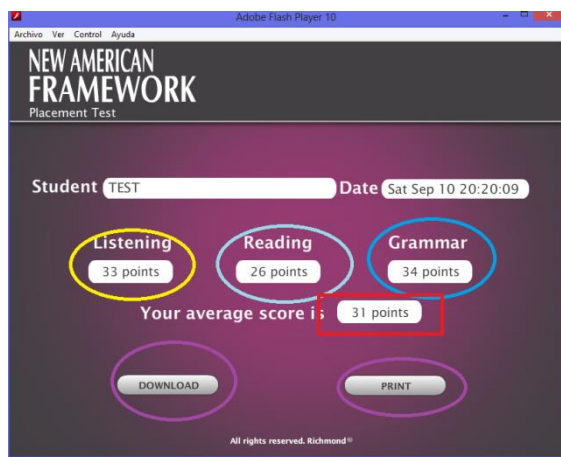 Adobe Flash Player 10
Archivo Ver Control Ayuda
NEW AMERICAN
FRAMEWORK
Placement Test
Student TEST Date Sat Sep 10 20:20:09
Listening Reading Grammar
33 points 26 points 34 points
Your average score is 31 points
DOWNLOAD PRINT
All rights reserved. Richmond®